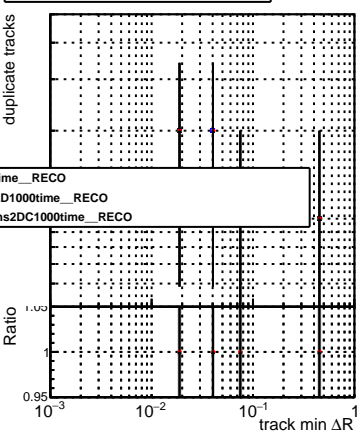 duplicate tracks
ime__RECO
D1000time__RECO
ns2DC1000time__RECO
1.05
Ratio
1
0.95
10⁻³ 10⁻² 10⁻¹ 1
track min ΔR